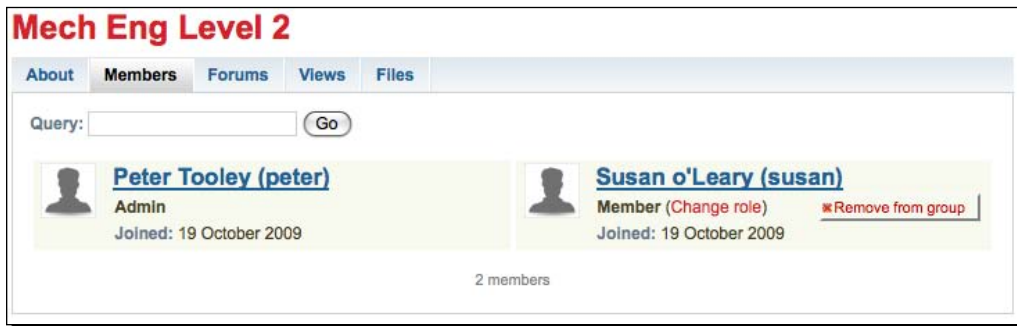 Mech Eng Level 2
About Members Forums Views Files
Query: Go
Peter Tooley (peter)
Admin
Joined: 19 October 2009
Susan o'Leary (susan)
Member (Change role) Remove from group
Joined: 19 October 2009
2 members